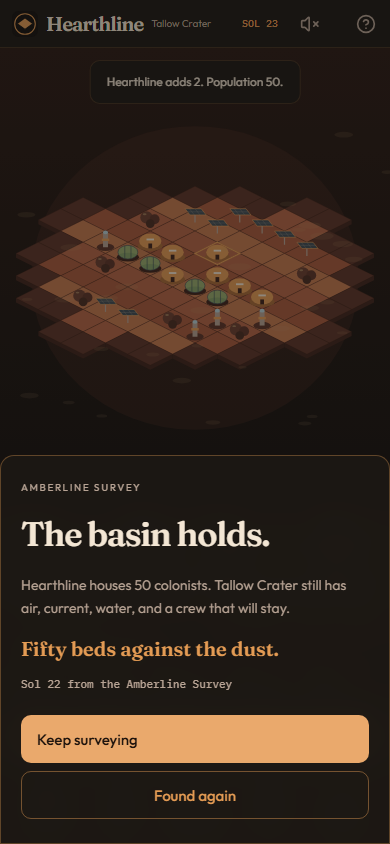 Hearthline Tallow Crater SOL 23
Hearthline adds 2. Population 50.
AMBERLINE SURVEY
The basin holds.
Hearthline houses 50 colonists. Tallow Crater still has
air, current, water, and a crew that will stay.
Fifty beds against the dust.
Sol 22 from the Amberline Survey
Keep surveying
Found again